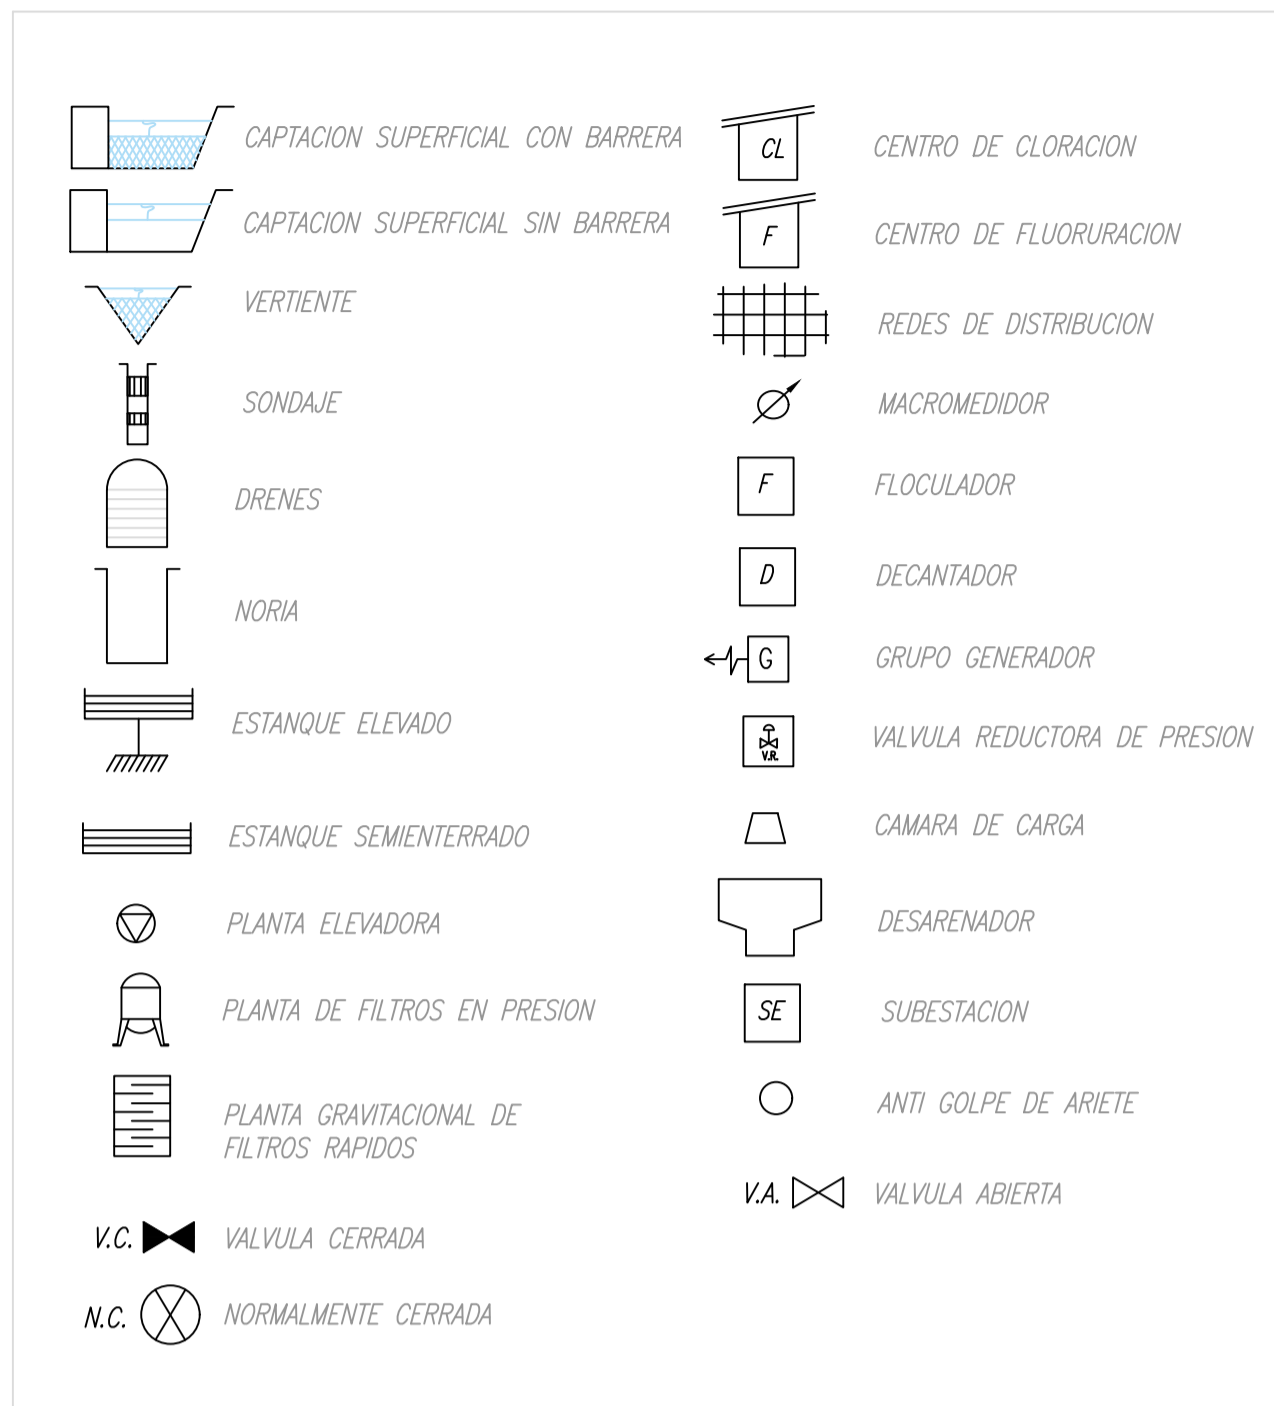 CAPTACION SUPERFICIAL CON BARRERA
CAPTACION SUPERFICIAL SIN BARRERA
VERTIENTE
SONDAJE
DRENES
NORIA
ESTANQUE ELEVADO
ESTANQUE SEMIENTERRADO
PLANTA ELEVADORA
PLANTA DE FILTROS EN PRESION
PLANTA GRAVITACIONAL DE
FILTROS RAPIDOS
V.C. VALVULA CERRADA
N.C. NORMALMENTE CERRADA
CL CENTRO DE CLORACION
F CENTRO DE FLUORURACION
REDES DE DISTRIBUCION
MACROMEDIDOR
F FLOCULADOR
D DECANTADOR
G GRUPO GENERADOR
V.R. VALVULA REDUCTORA DE PRESION
CAMARA DE CARGA
DESARENADOR
SE SUBESTACION
ANTI GOLPE DE ARIETE
V.A. VALVULA ABIERTA